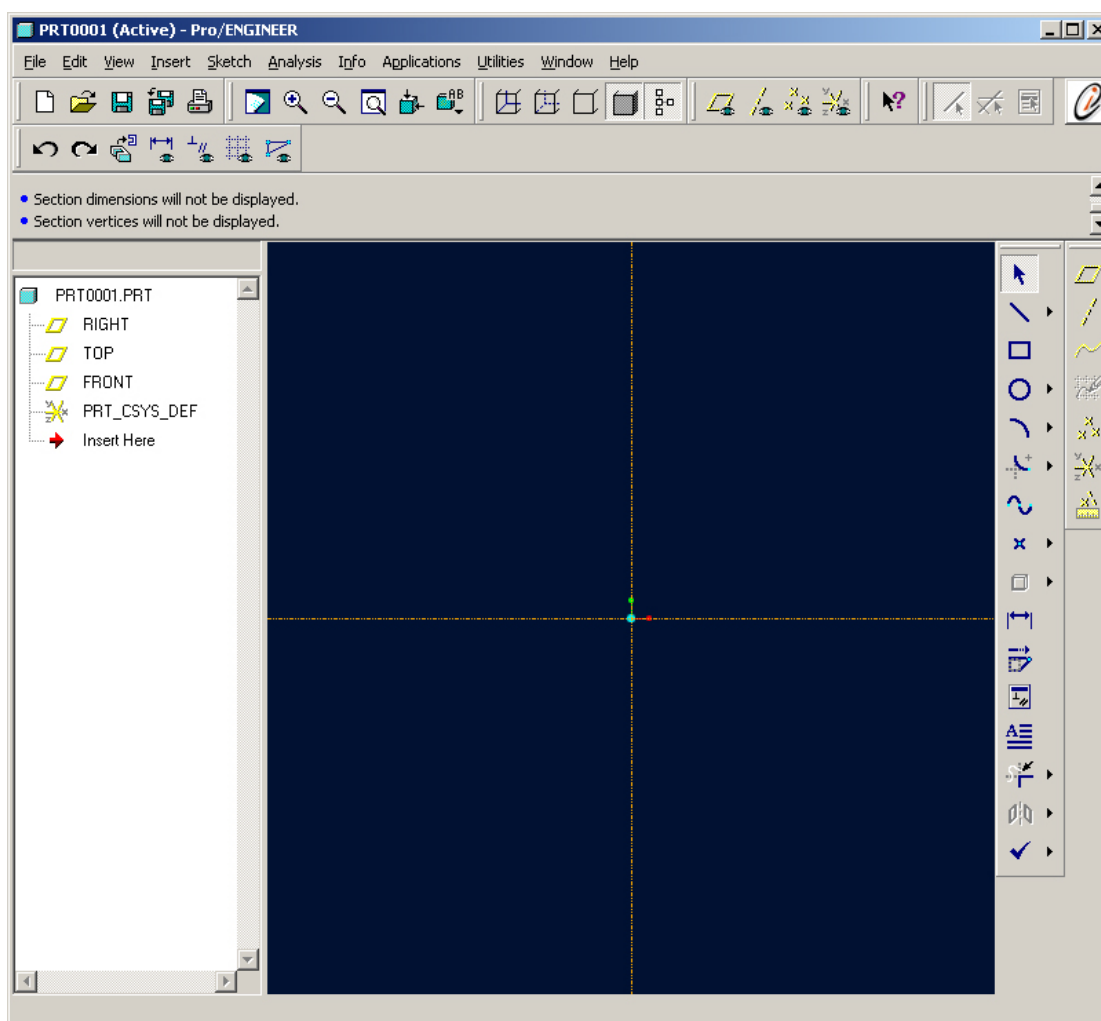 PRT0001 (Active) - Pro/ENGINEER
File Edit View Insert Sketch Analysis Info Applications Utilities Window Help
Section dimensions will not be displayed.
Section vertices will not be displayed.
PRT0001.PRT
RIGHT
TOP
FRONT
PRT_CSYS_DEF
Insert Here